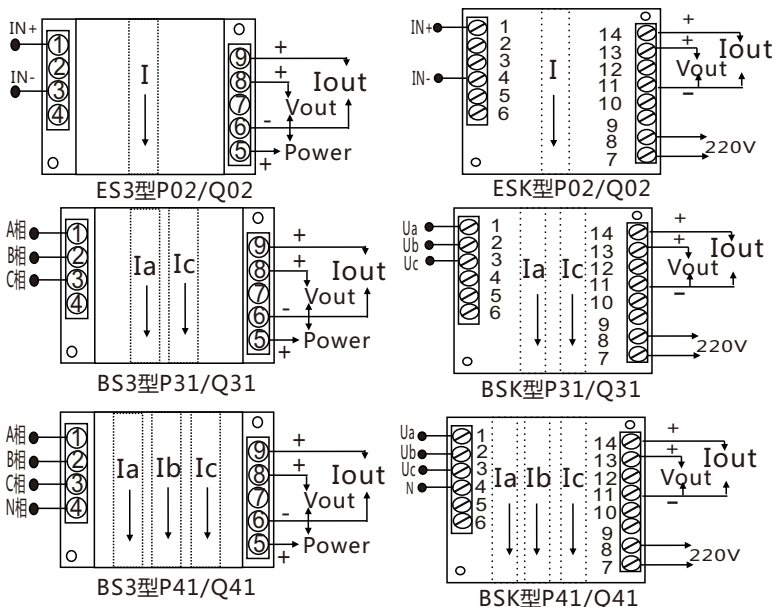 IN+
IN-
1
2
3
4
I
9
8
7
6
5
+
+
-
+
Iout
Vout
Power
ES3型P02/Q02
IN+
IN-
1
2
3
4
5
6
I
14
13
12
11
10
9
8
7
+
+
−
Iout
Vout
220V
ESK型P02/Q02
A相
B相
C相
1
2
3
4
Ia
Ic
9
8
7
6
5
+
+
-
+
Iout
Vout
Power
BS3型P31/Q31
Ua
Ub
Uc
1
2
3
4
5
6
Ia
Ic
14
13
12
11
10
9
8
7
+
+
−
Iout
Vout
220V
BSK型P31/Q31
A相
B相
C相
N相
1
2
3
4
Ia
Ib
Ic
9
8
7
6
5
+
+
-
+
Iout
Vout
Power
BS3型P41/Q41
Ua
Ub
Uc
N
1
2
3
4
5
6
Ia
Ib
Ic
14
13
12
11
10
9
8
7
+
+
−
Iout
Vout
220V
BSK型P41/Q41